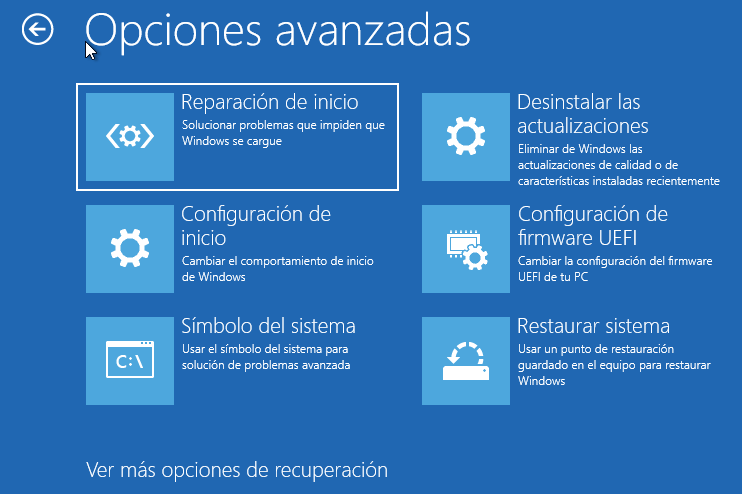 Opciones avanzadas
Reparación de inicio
Solucionar problemas que impiden que
Windows se cargue
Desinstalar las
actualizaciones
Eliminar de Windows las
actualizaciones de calidad o de
características instaladas recientemente
Configuración de
inicio
Cambiar el comportamiento de inicio
de Windows
Configuración de
firmware UEFI
Cambiar la configuración del firmware
UEFI de tu PC
C:\
Símbolo del sistema
Usar el símbolo del sistema para
solución de problemas avanzada
Restaurar sistema
Usar un punto de restauración
guardado en el equipo para restaurar
Windows
Ver más opciones de recuperación